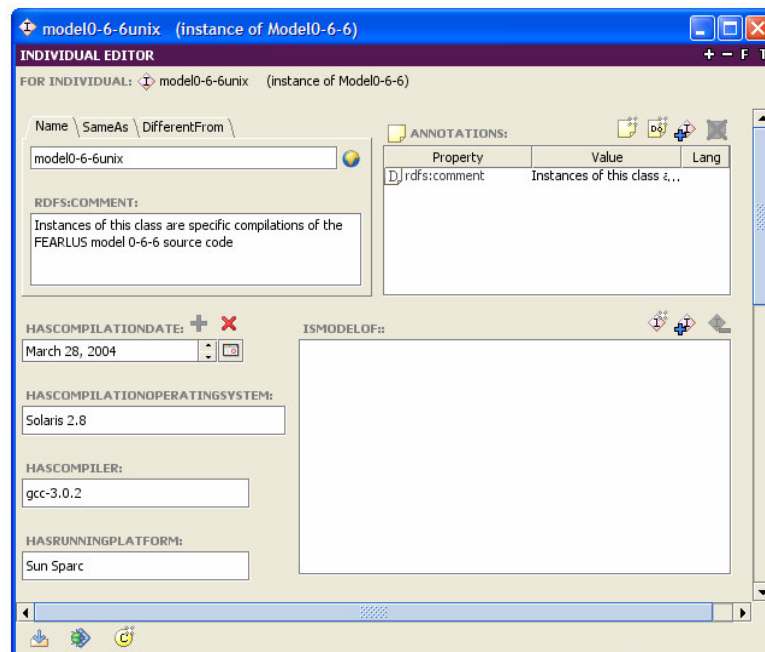 model0-6-6unix (instance of Model0-6-6)
INDIVIDUAL EDITOR
+ − F T
FOR INDIVIDUAL: model0-6-6unix (instance of Model0-6-6)
Name \ SameAs \ DifferentFrom \
ANNOTATIONS:
model0-6-6unix
Property Value Lang
rdfs:comment Instances of this class a...
RDFS:COMMENT:
Instances of this class are specific compilations of the
FEARLUS model 0-6-6 source code
HASCOMPILATIONDATE:
ISMODELOF::
March 28, 2004
HASCOMPILATIONOPERATINGSYSTEM:
Solaris 2.8
HASCOMPILER:
gcc-3.0.2
HASRUNNINGPLATFORM:
Sun Sparc